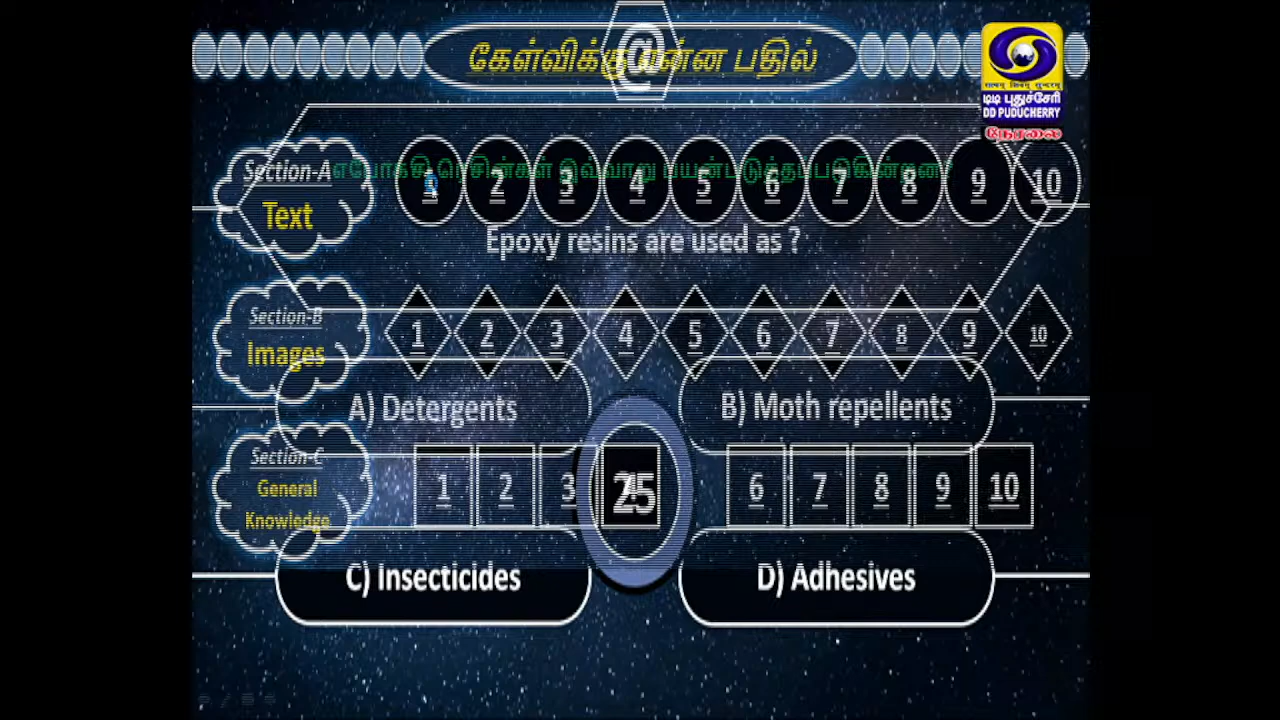 கேள்விக்கு என்ன பதில்
@
டிடி புதுச்சேரி
DD PUDUCHERRY
நேரலை
Section-A
Text
1 2 3 4 5 6 7 8 9 10
Epoxy resins are used as ?
Section-B
Images
1 2 3 4 5 6 7 8 9 10
A) Detergents
B) Moth repellents
Section-C
General
Knowledge
1 2 3 25 6 7 8 9 10
C) Insecticides
D) Adhesives